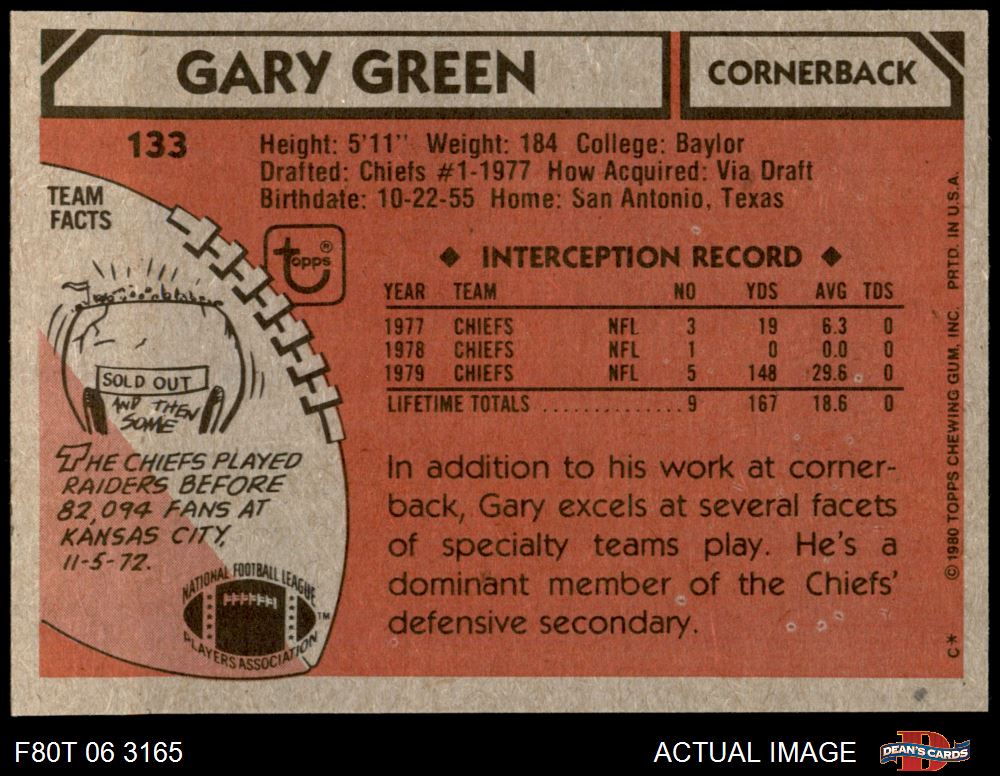 GARY GREEN
CORNERBACK
133
Height: 5'11" Weight: 184 College: Baylor
Drafted: Chiefs #1-1977 How Acquired: Via Draft
Birthdate: 10-22-55 Home: San Antonio, Texas
TEAM
FACTS
topps®
◆ INTERCEPTION RECORD ◆
YEAR TEAM NO YDS AVG TDS
1977 CHIEFS NFL 3 19 6.3 0
1978 CHIEFS NFL 1 0 0.0 0
1979 CHIEFS NFL 5 148 29.6 0
LIFETIME TOTALS ................ 9 167 18.6 0
SOLD OUT
AND THEN
SOME
THE CHIEFS PLAYED
RAIDERS BEFORE
82,094 FANS AT
KANSAS CITY,
11-5-72.
In addition to his work at corner-
back, Gary excels at several facets
of specialty teams play. He's a
dominant member of the Chiefs'
defensive secondary.
NATIONAL FOOTBALL LEAGUE
PLAYERS ASSOCIATION
TM
C* © 1980 TOPPS CHEWING GUM, INC. PRTD. IN U.S.A.
F80T 06 3165
ACTUAL IMAGE
D
DEAN'S CARDS